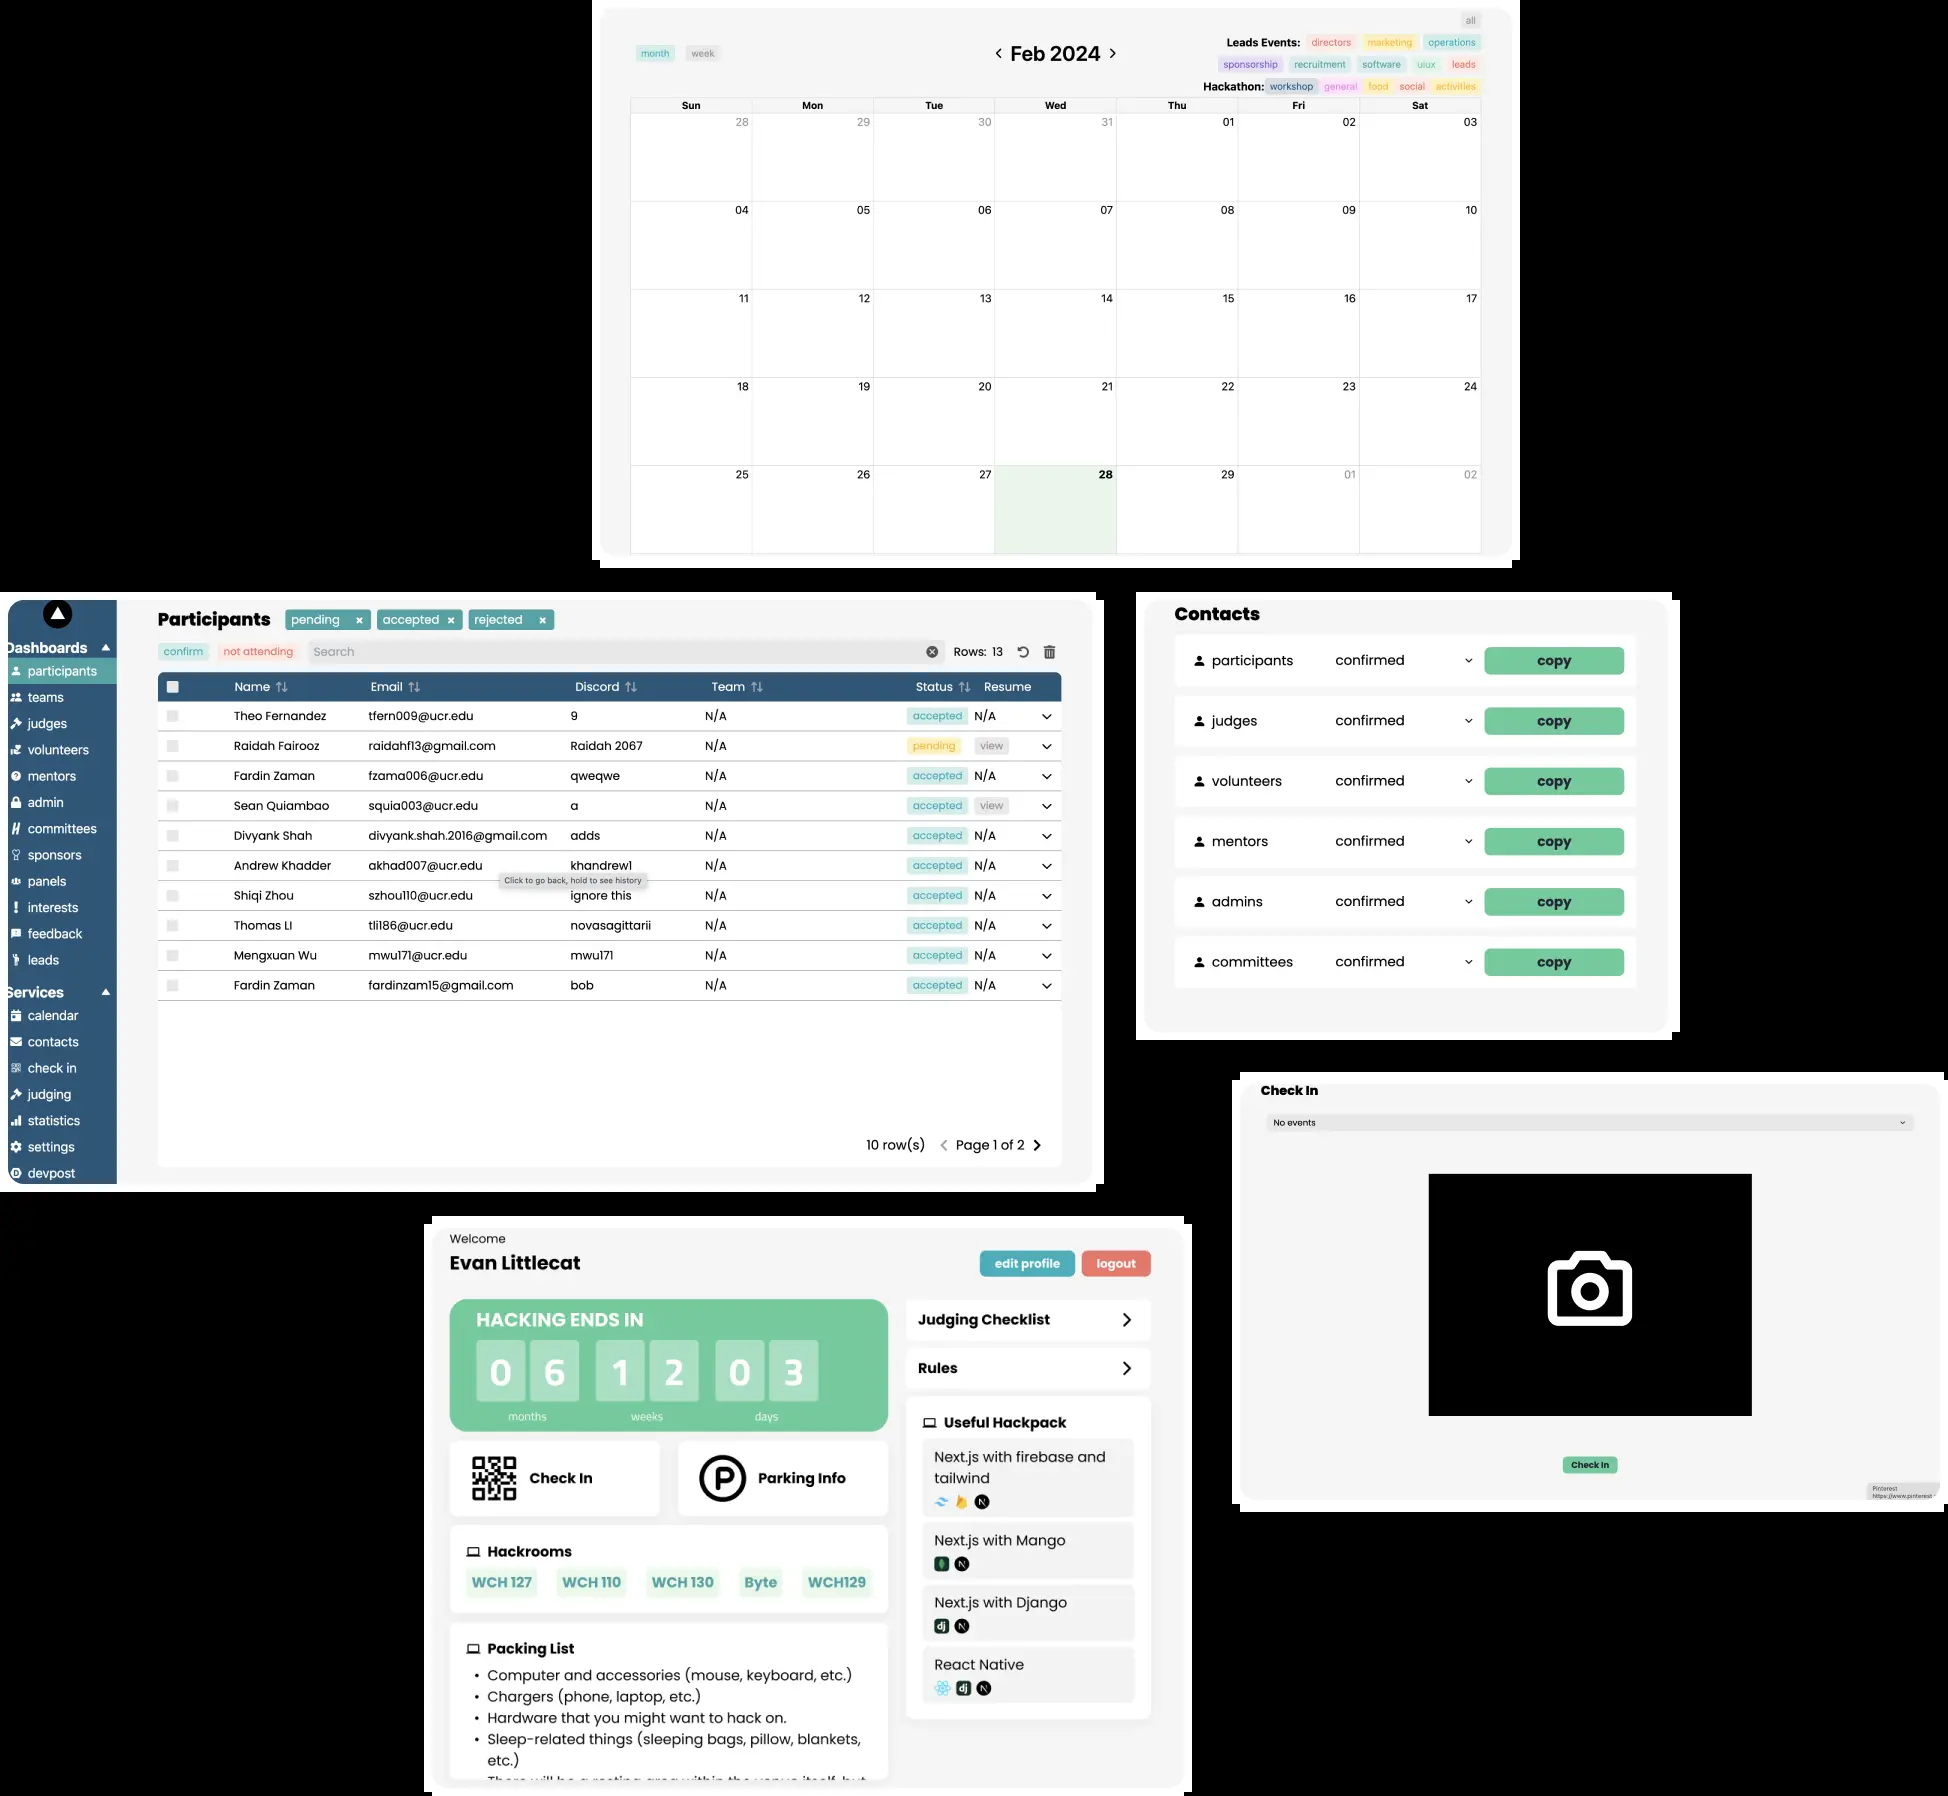 all
month week < Feb 2024 > Leads Events: directors marketing operations
sponsorship recruitment software uiux leads
Hackathon: workshop general food social activities
Sun Mon Tue Wed Thu Fri Sat
28 29 30 31 01 02 03
04 05 06 07 08 09 10
11 12 13 14 15 16 17
18 19 20 21 22 23 24
25 26 27 28 29 01 02
Dashboards
participants
teams
judges
volunteers
mentors
admin
committees
sponsors
panels
interests
feedback
leads
Services
calendar
contacts
check in
judging
statistics
settings
devpost
Participants pending × accepted × rejected ×
confirm not attending Search Rows: 13
Name Email Discord Team Status Resume
Theo Fernandez tfern009@ucr.edu 9 N/A accepted N/A
Raidah Fairooz raidahf13@gmail.com Raidah 2067 N/A pending view
Fardin Zaman fzama006@ucr.edu qweqwe N/A accepted N/A
Sean Quiambao squia003@ucr.edu a N/A accepted view
Divyank Shah divyank.shah.2016@gmail.com adds N/A accepted N/A
Andrew Khadder akhad007@ucr.edu khandrew1 N/A accepted N/A
Click to go back, hold to see history
Shiqi Zhou szhou110@ucr.edu ignore this N/A accepted N/A
Thomas LI tli186@ucr.edu novasagittarii N/A accepted N/A
Mengxuan Wu mwu171@ucr.edu mwu171 N/A accepted N/A
Fardin Zaman fardinzam15@gmail.com bob N/A accepted N/A
10 row(s) < Page 1 of 2 >
Contacts
participants confirmed copy
judges confirmed copy
volunteers confirmed copy
mentors confirmed copy
admins confirmed copy
committees confirmed copy
Check In
No events
Check In
Pinterest
https://www.pinterest
Welcome
Evan Littlecat
edit profile logout
HACKING ENDS IN
0 6 1 2 0 3
months weeks days
Check In
P Parking Info
Hackrooms
WCH 127 WCH 110 WCH 130 Byte WCH129
Packing List
• Computer and accessories (mouse, keyboard, etc.)
• Chargers (phone, laptop, etc.)
• Hardware that you might want to hack on.
• Sleep-related things (sleeping bags, pillow, blankets,
etc.)
Judging Checklist
Rules
Useful Hackpack
Next.js with firebase and
tailwind
N
Next.js with Mango
N
Next.js with Django
dj N
React Native
dj N